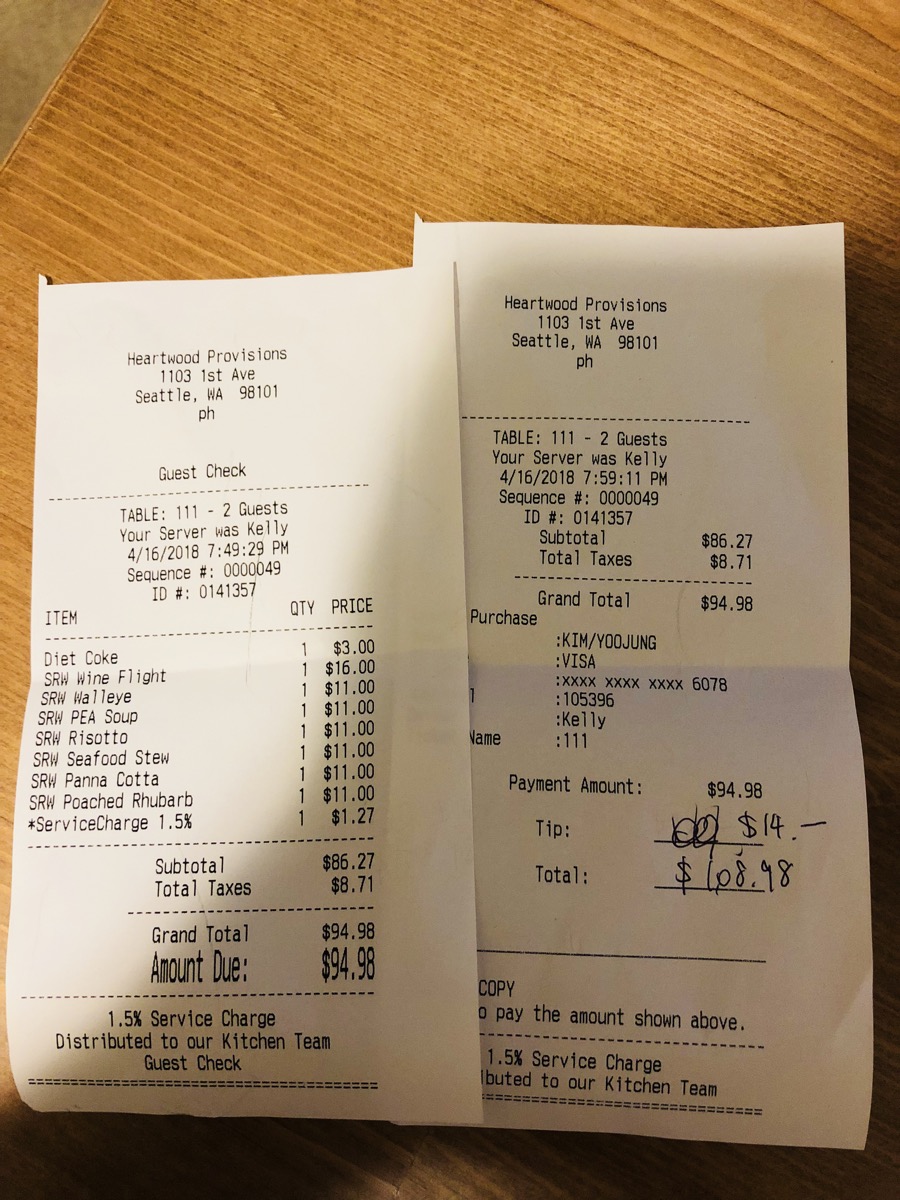 Heartwood Provisions
1103 1st Ave
Seattle, WA 98101
ph
Guest Check
TABLE: 111 - 2 Guests
Your Server was Kelly
4/16/2018 7:49:29 PM
Sequence #: 0000049
ID #: 0141357
ITEM QTY PRICE
Diet Coke 1 $3.00
SRW Wine Flight 1 $16.00
SRW Walleye 1 $11.00
SRW PEA Soup 1 $11.00
SRW Risotto 1 $11.00
SRW Seafood Stew 1 $11.00
SRW Panna Cotta 1 $11.00
SRW Poached Rhubarb 1 $11.00
*ServiceCharge 1.5% 1 $1.27
Subtotal $86.27
Total Taxes $8.71
Grand Total $94.98
Amount Due: $94.98
1.5% Service Charge
Distributed to our Kitchen Team
Guest Check
Heartwood Provisions
1103 1st Ave
Seattle, WA 98101
ph
TABLE: 111 - 2 Guests
Your Server was Kelly
4/16/2018 7:59:11 PM
Sequence #: 0000049
ID #: 0141357
Subtotal $86.27
Total Taxes $8.71
Grand Total $94.98
Purchase
:KIM/YOOJUNG
:VISA
:xxxx xxxx xxxx 6078
:105396
:Kelly
Name :111
Payment Amount: $94.98
Tip: $14.—
Total: $108.98
COPY
o pay the amount shown above.
1.5% Service Charge
buted to our Kitchen Team